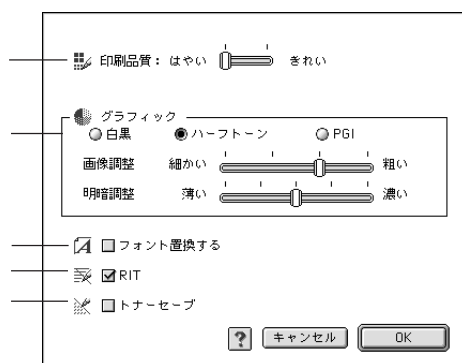 印刷品質： はやい きれい
グラフィック
白黒 ハーフトーン PGI
画像調整 細かい 粗い
明暗調整 薄い 濃い
フォント置換する
RIT
トナーセーブ
? キャンセル OK